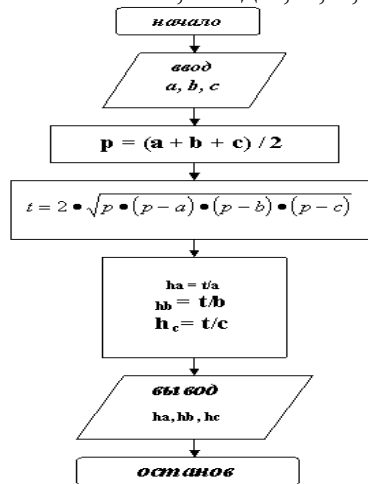 начало
ввод
a, b, c
p = (a + b + c) / 2
t = 2 • √p • (p − a) • (p − b) • (p − c)
ha = t/a
hb = t/b
hc = t/c
вывод
ha, hb , hc
останов